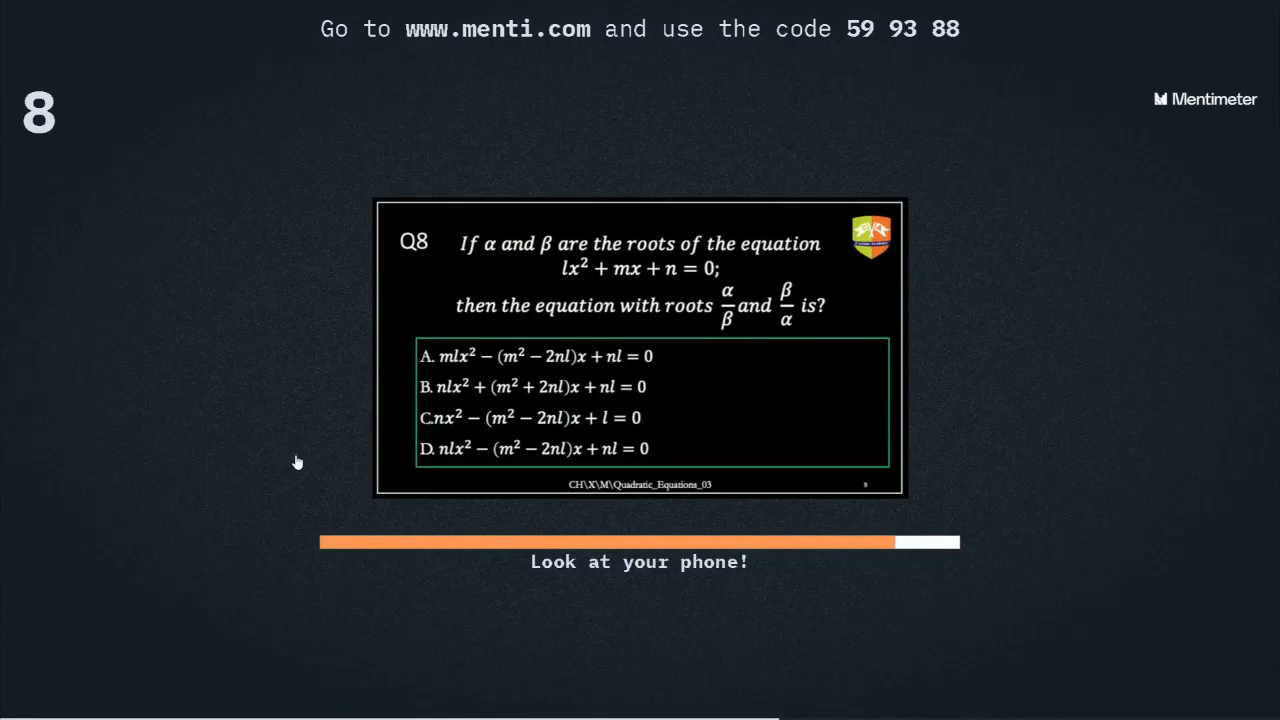 Go to www.menti.com and use the code 59 93 88
8
Mentimeter
Q8 If α and β are the roots of the equation
lx² + mx + n = 0;
then the equation with roots α/β and β/α is?
A. mlx² − (m² − 2nl)x + nl = 0
B. nlx² + (m² + 2nl)x + nl = 0
C.nx² − (m² − 2nl)x + l = 0
D. nlx² − (m² − 2nl)x + nl = 0
CH\X\M\Quadratic_Equations_03
9
Look at your phone!